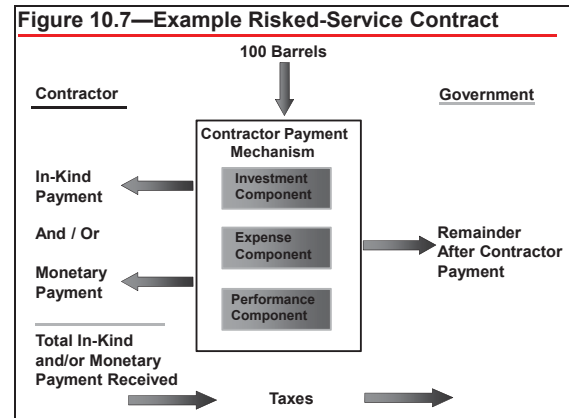 Figure 10.7—Example Risked-Service Contract
100 Barrels
Contractor
Government
Contractor Payment
Mechanism
Investment
Component
In-Kind
Payment
And / Or
Expense
Component
Remainder
After Contractor
Payment
Monetary
Payment
Performance
Component
Total In-Kind
and/or Monetary
Payment Received
Taxes